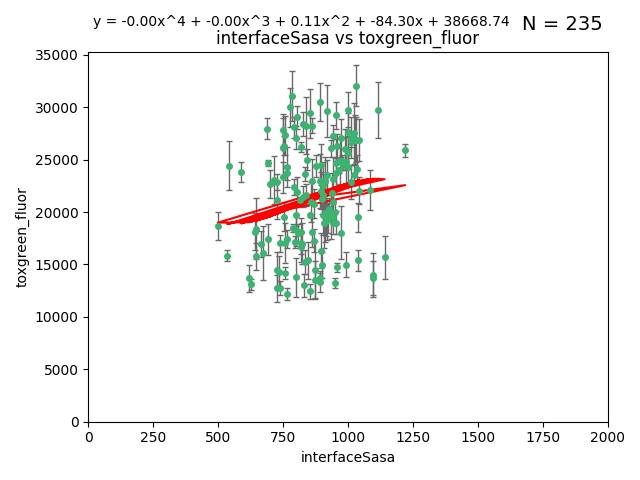 y = -0.00x^4 + -0.00x^3 + 0.11x^2 + -84.30x + 38668.74 N = 235
interfaceSasa vs toxgreen_fluor
35000
30000
25000
20000
15000
10000
5000
0
toxgreen_fluor
0 250 500 750 1000 1250 1500 1750 2000
interfaceSasa